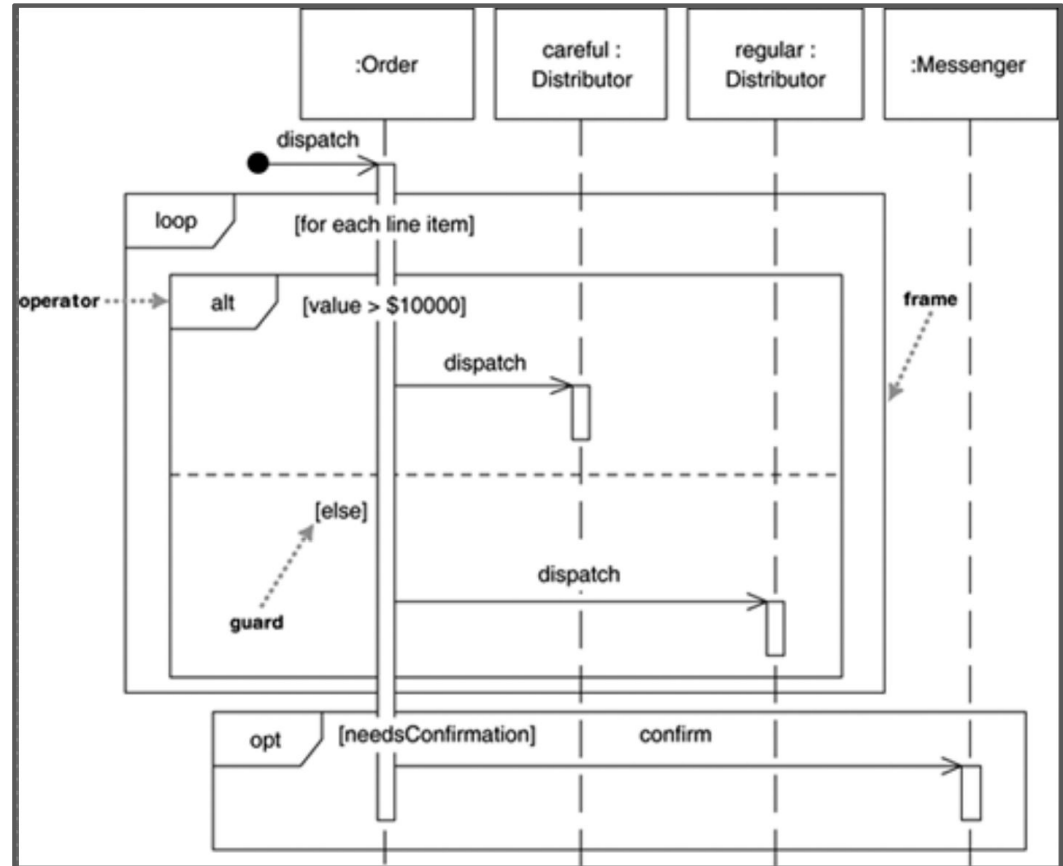 :Order
careful :
Distributor
regular :
Distributor
:Messenger
dispatch
loop
[for each line item]
operator
alt
[value > $10000]
frame
dispatch
[else]
dispatch
guard
opt
[needsConfirmation]
confirm